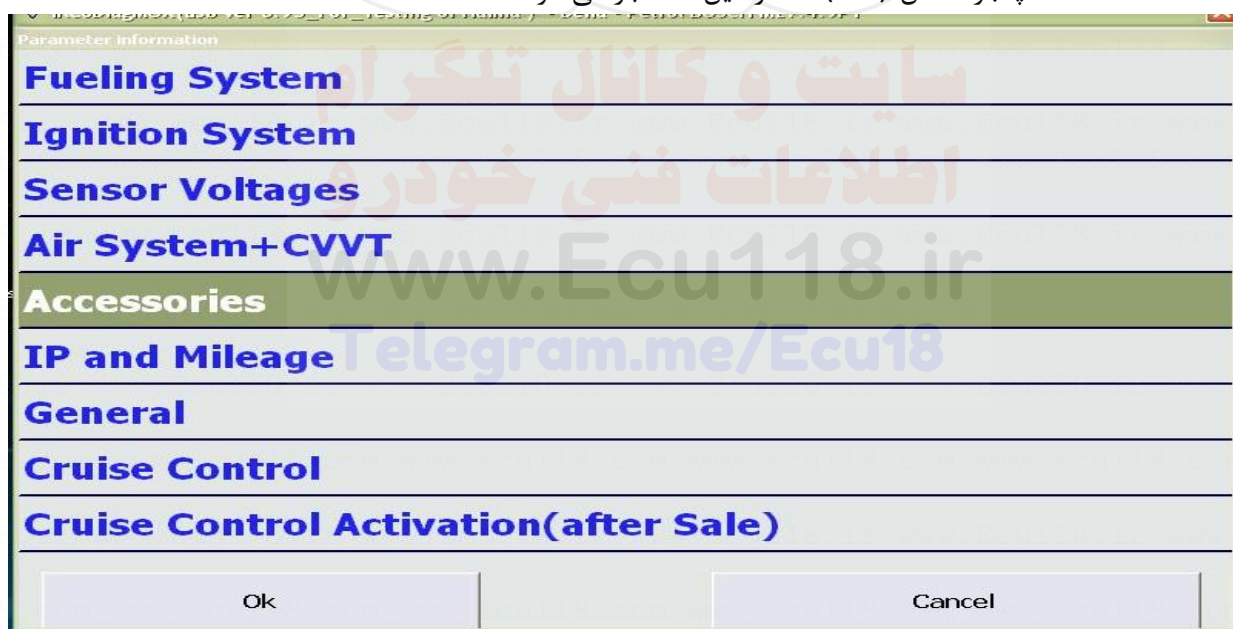 Parameter information
Fueling System
سایت و کانال تلگرام
Ignition System
اطلاعات فنی خودرو
Sensor Voltages
Air System+CVVT
www.Ecu118.ir
Accessories
IP and Mileage
Telegram.me/Ecu18
General
Cruise Control
Cruise Control Activation(after Sale)
Ok
Cancel